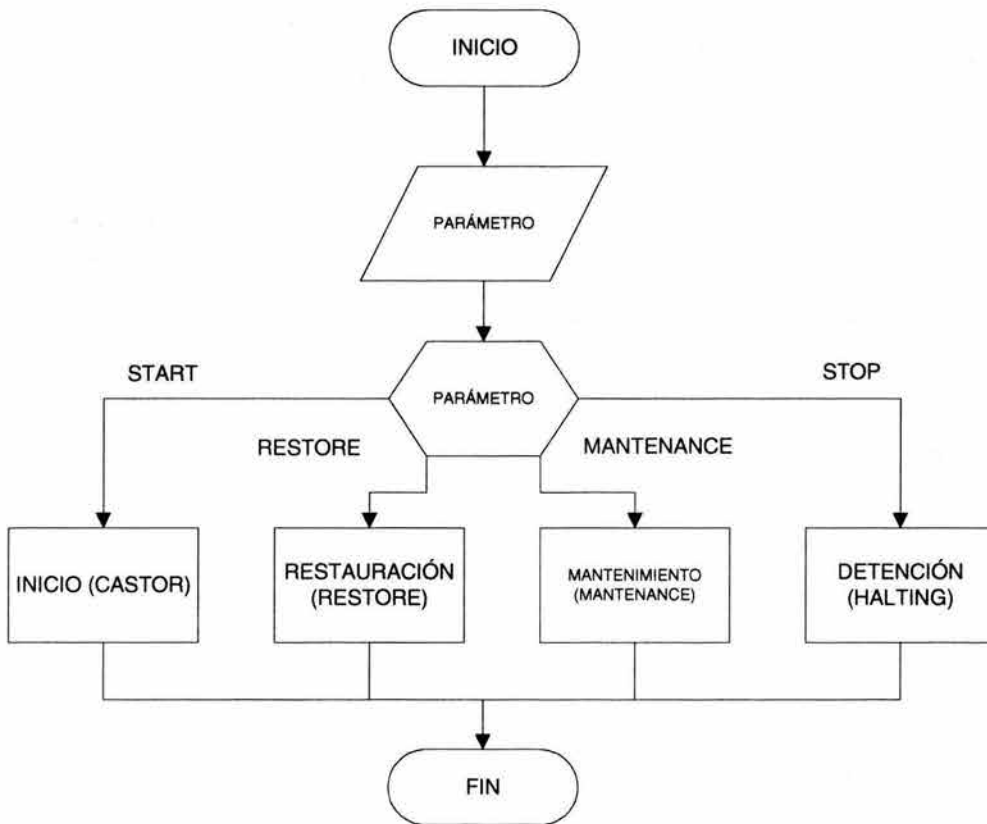 INICIO
PARÁMETRO
PARÁMETRO
START
STOP
RESTORE
MANTENANCE
INICIO (CASTOR)
RESTAURACIÓN
(RESTORE)
MANTENIMIENTO
(MANTENANCE)
DETENCIÓN
(HALTING)
FIN